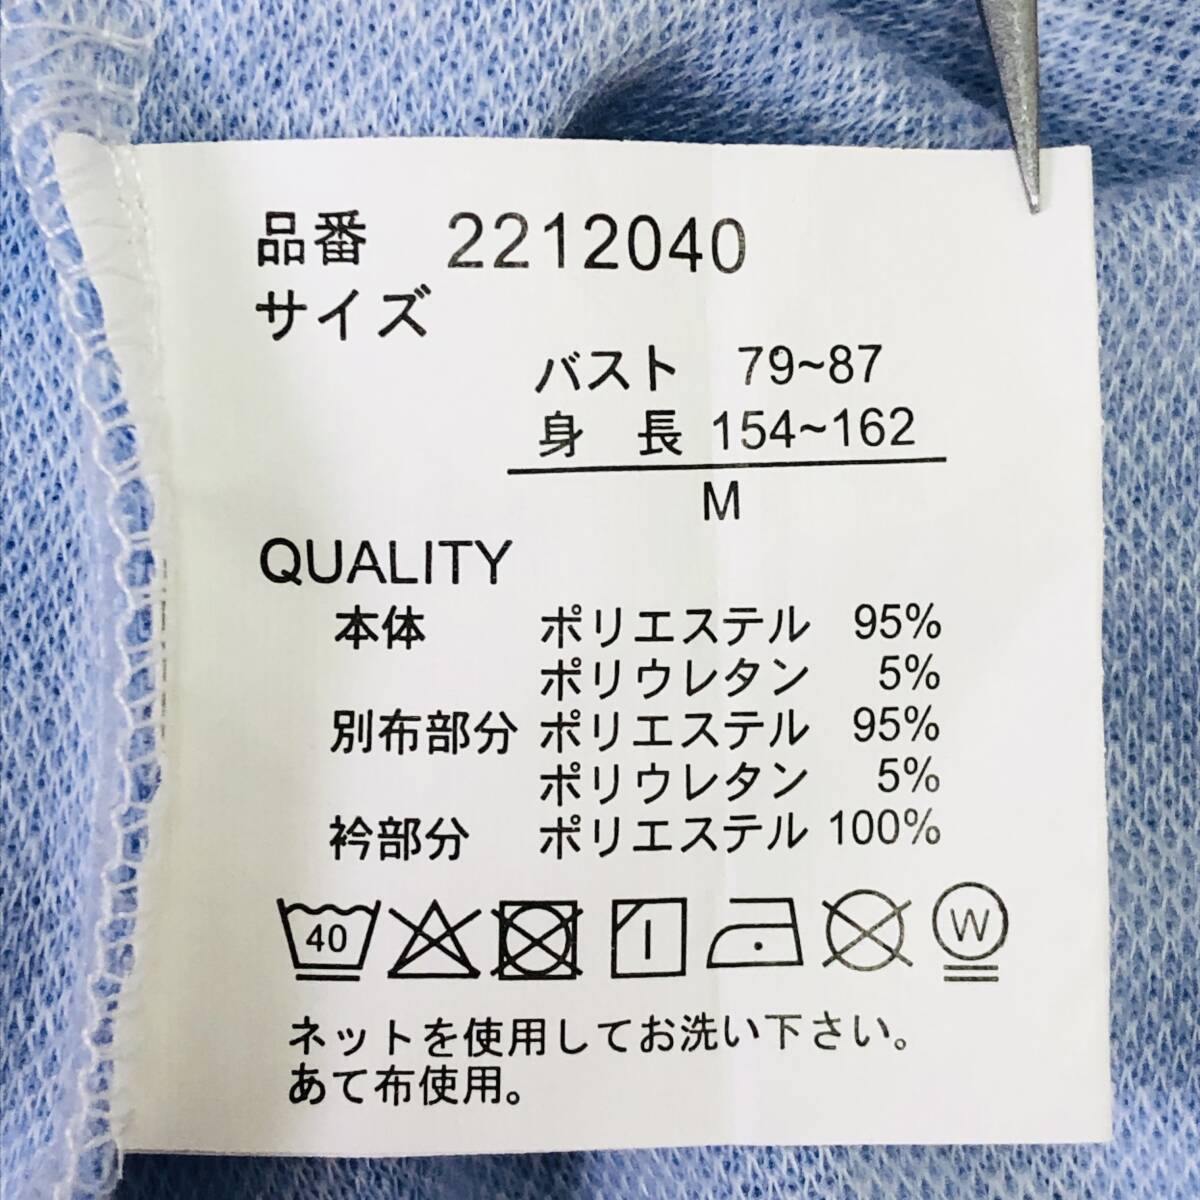 品番 2212040
サイズ
バスト 79~87
身 長 154~162
M
QUALITY
本体 ポリエステル 95%
ポリウレタン 5%
別布部分 ポリエステル 95%
ポリウレタン 5%
衿部分 ポリエステル 100%
40 W
ネットを使用してお洗い下さい。
あて布使用。